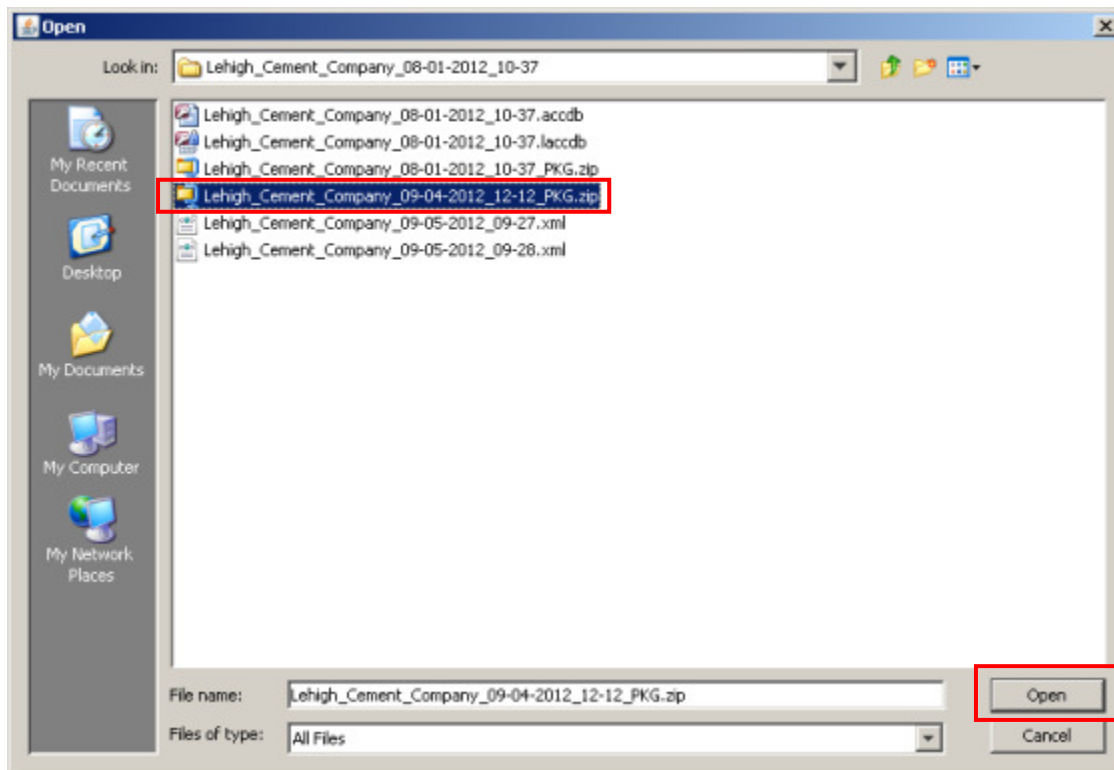 Open
Look in:
Lehigh_Cement_Company_08-01-2012_10-37
My Recent
Documents
Desktop
My Documents
My Computer
My Network
Places
Lehigh_Cement_Company_08-01-2012_10-37.accdb
Lehigh_Cement_Company_08-01-2012_10-37.laccdb
Lehigh_Cement_Company_08-01-2012_10-37_PKG.zip
Lehigh_Cement_Company_09-04-2012_12-12_PKG.zip
Lehigh_Cement_Company_09-05-2012_09-27.xml
Lehigh_Cement_Company_09-05-2012_09-28.xml
File name:
Lehigh_Cement_Company_09-04-2012_12-12_PKG.zip
Open
Files of type:
All Files
Cancel